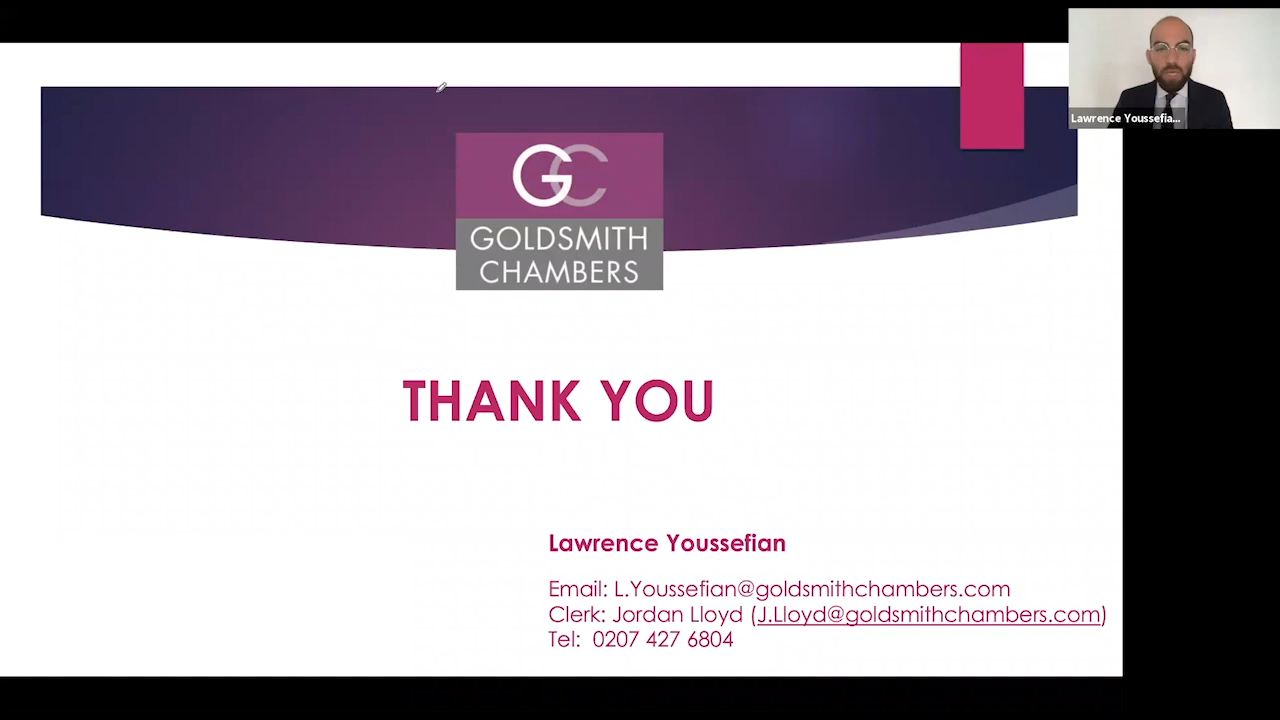 Lawrence Youssefia...
GC
GOLDSMITH
CHAMBERS
THANK YOU
Lawrence Youssefian
Email: L.Youssefian@goldsmithchambers.com
Clerk: Jordan Lloyd (J.Lloyd@goldsmithchambers.com)
Tel:  0207 427 6804